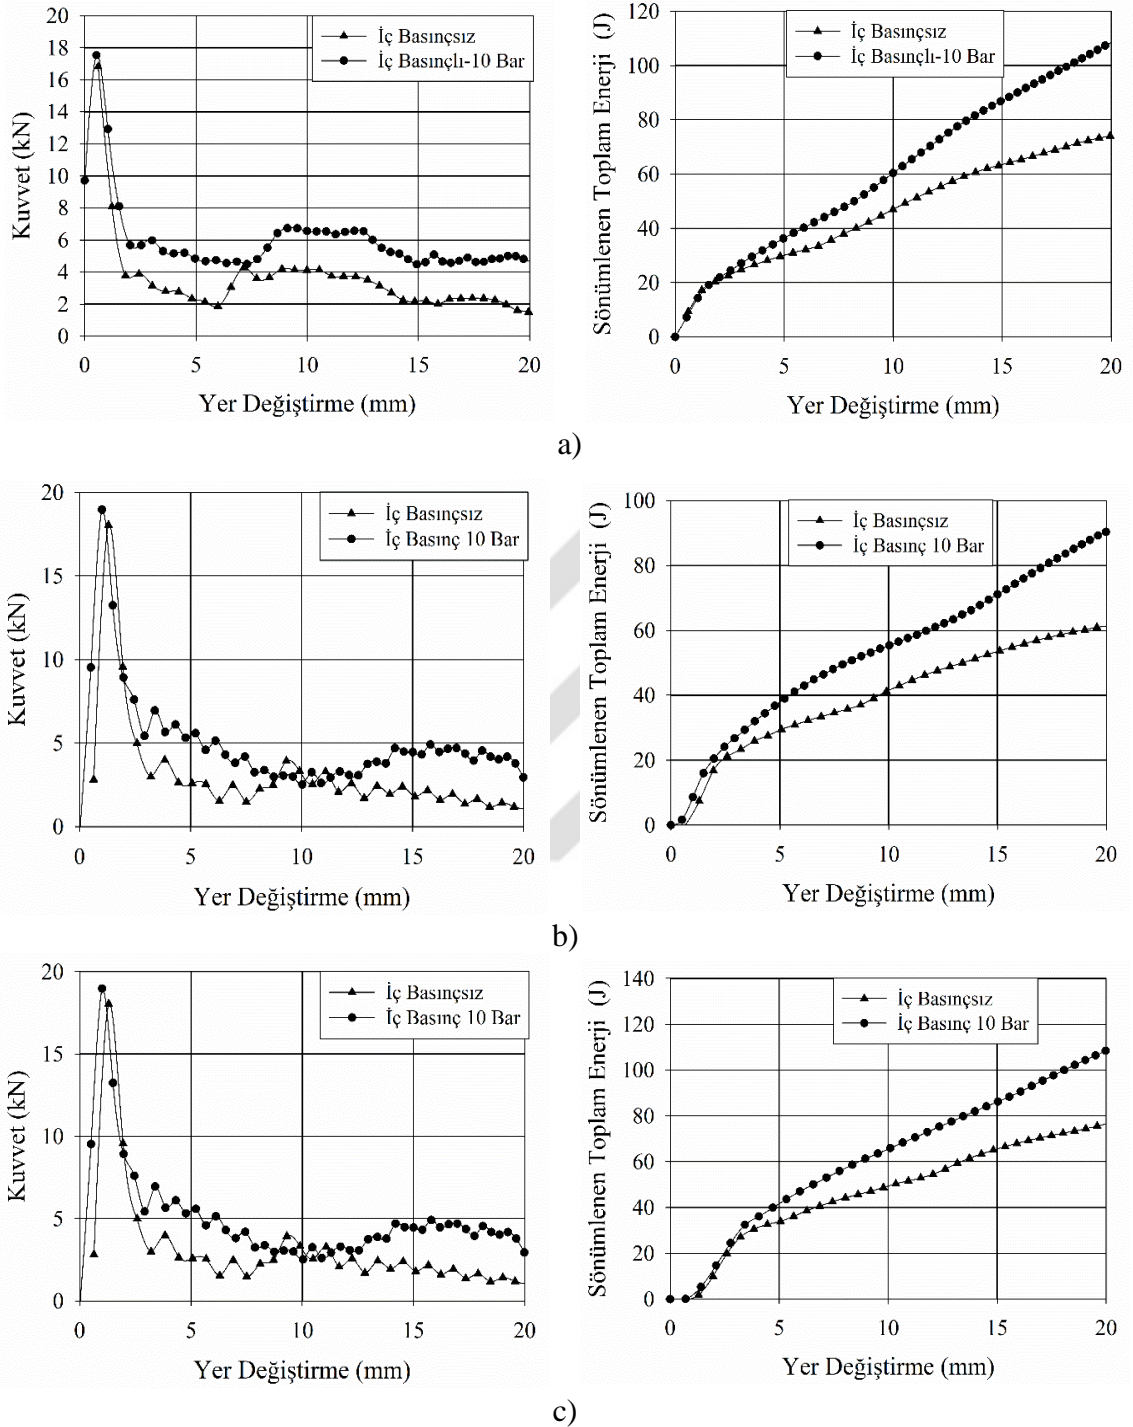 20
18
16
14
12
10
8
6
4
2
0
Kuvvet (kN)
İç Basınçsız
İç Basınçlı-10 Bar
0 5 10 15 20
Yer Değiştirme (mm)
120
100
80
60
40
20
0
Sönümlenen Toplam Enerji (J)
İç Basınçsız
İç Basınçlı-10 Bar
0 5 10 15 20
Yer Değiştirme (mm)
a)
20
15
10
5
0
Kuvvet (kN)
İç Basınçsız
İç Basınç 10 Bar
0 5 10 15 20
Yer Değiştirme (mm)
100
80
60
40
20
0
Sönümlenen Toplam Enerji (J)
İç Basınçsız
İç Basınç 10 Bar
0 5 10 15 20
Yer Değiştirme (mm)
b)
20
15
10
5
0
Kuvvet (kN)
İç Basınçsız
İç Basınç 10 Bar
0 5 10 15 20
Yer Değiştirme (mm)
140
120
100
80
60
40
20
0
Sönümlenen Toplam Enerji (J)
İç Basınçsız
İç Basınç 10 Bar
0 5 10 15 20
Yer Değiştirme (mm)
c)